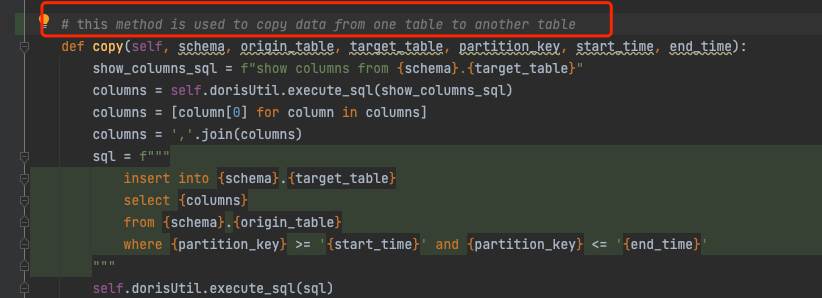 # this method is used to copy data from one table to another table
def copy(self, schema, origin_table, target_table, partition_key, start_time, end_time):
show_columns_sql = f"show columns from {schema}.{target_table}"
columns = self.dorisUtil.execute_sql(show_columns_sql)
columns = [column[0] for column in columns]
columns = ','.join(columns)
sql = f"""
insert into {schema}.{target_table}
select {columns}
from {schema}.{origin_table}
where {partition_key} >= '{start_time}' and {partition_key} <= '{end_time}'
"""
self.dorisUtil.execute_sql(sql)